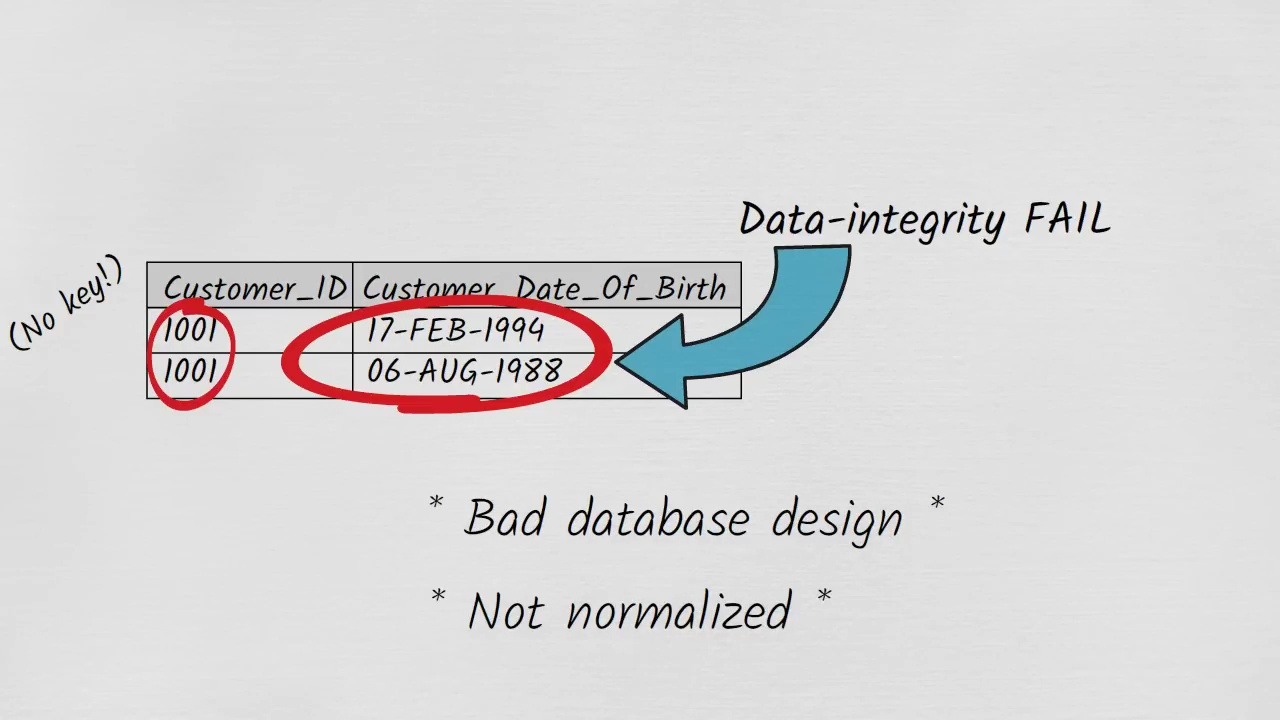 Data-integrity FAIL
(No key!)
Customer_ID Customer_Date_Of_Birth
1001 17-FEB-1994
1001 06-AUG-1988
* Bad database design *
* Not normalized *